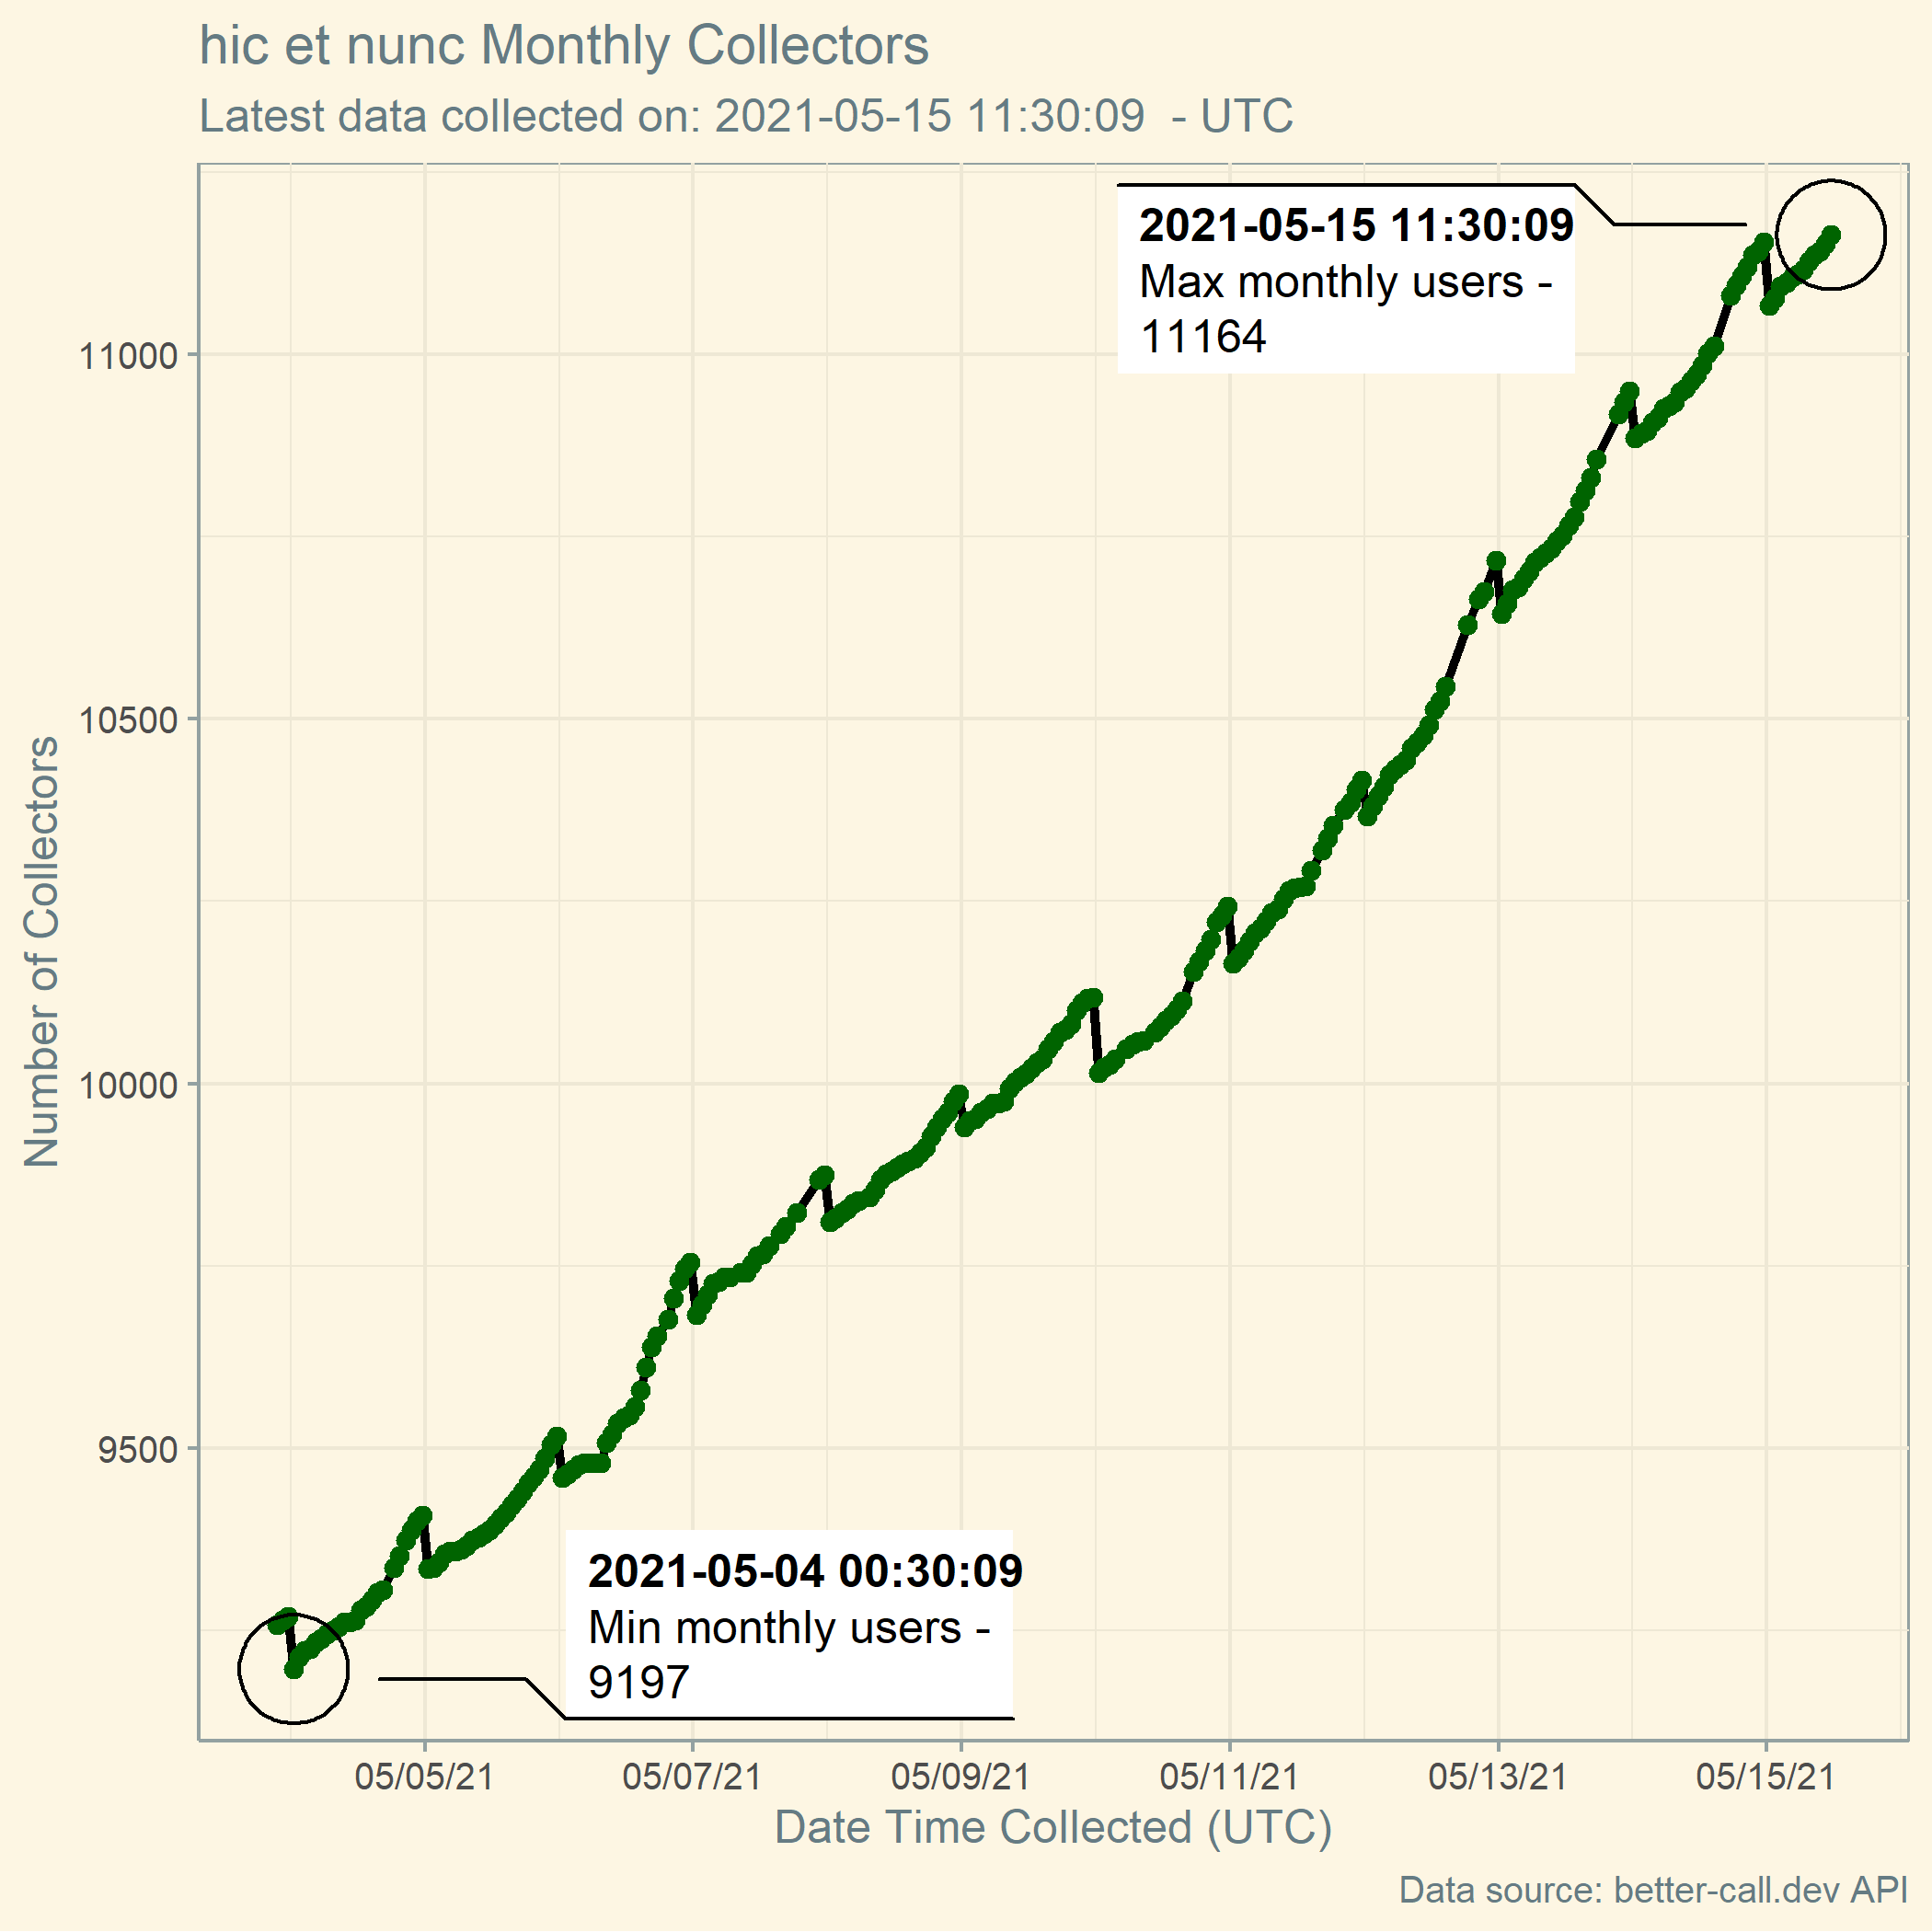 hic et nunc Monthly Collectors
Latest data collected on: 2021-05-15 11:30:09  - UTC
2021-05-15 11:30:09
Max monthly users -
11164
11000
10500
10000
9500
Number of Collectors
2021-05-04 00:30:09
Min monthly users -
9197
05/05/21
05/07/21
05/09/21
05/11/21
05/13/21
05/15/21
Date Time Collected (UTC)
Data source: better-call.dev API